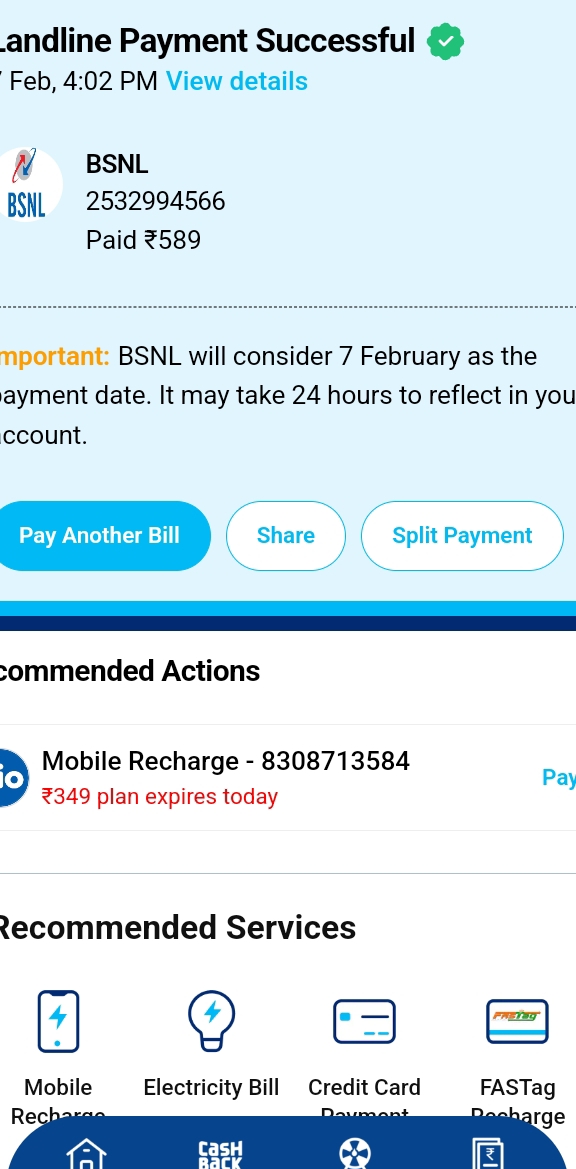 Landline Payment Successful
7 Feb, 4:02 PM View details
BSNL
BSNL
2532994566
Paid ₹589
Important: BSNL will consider 7 February as the
payment date. It may take 24 hours to reflect in you
account.
Pay Another Bill
Share
Split Payment
commended Actions
io
Mobile Recharge - 8308713584
₹349 plan expires today
Pay
Recommended Services
FASTag
Mobile
Recharge
Electricity Bill
Credit Card
Payment
FASTag
Recharge
CASH
BACK